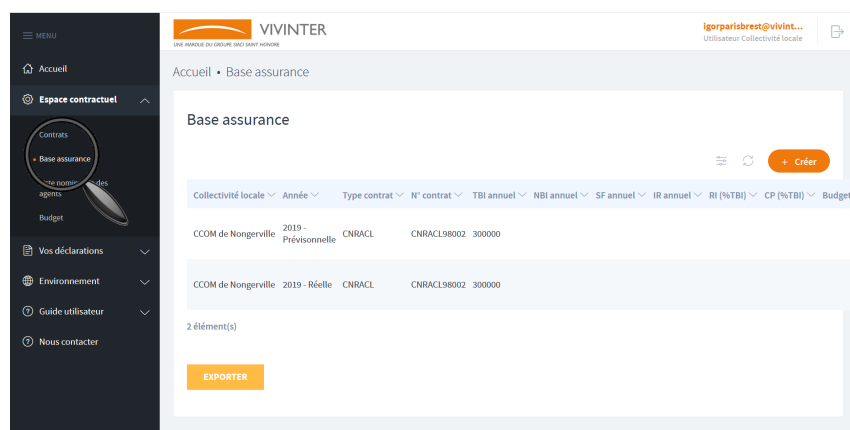 MENU
VIVINTER
UNE MARQUE DU GROUPE DIACI SAINT HONORE
igorparisbrest@vivint...
Utilisateur Collectivité locale
Accueil
Accueil • Base assurance
Espace contractuel
Contrats
Base assurance
des
agents
Budget
Vos déclarations
Environnement
Guide utilisateur
Nous contacter
Base assurance
+ Créer
Collectivité locale Année Type contrat N° contrat TBI annuel NBI annuel SF annuel IR annuel RI (%TBI) CP (%TBI) Budget
CCOM de Nongerville 2019 - Prévisonnelle CNRACL CNRACL98002 300000
CCOM de Nongerville 2019 - Réelle CNRACL CNRACL98002 300000
2 élément(s)
EXPORTER